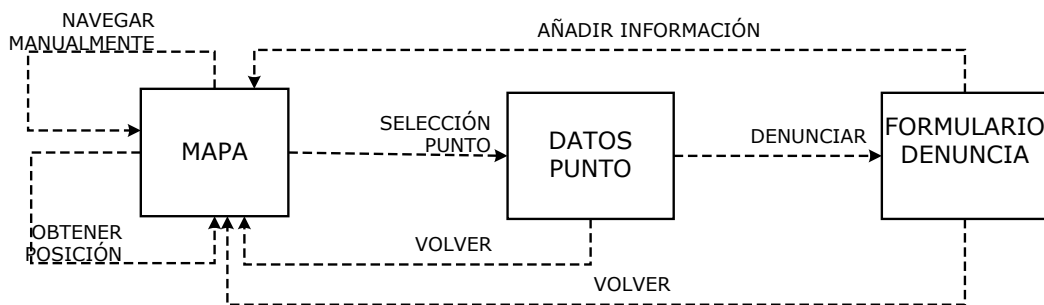 NAVEGAR
MANUALMENTE
AÑADIR INFORMACIÓN
MAPA
SELECCIÓN
PUNTO
DATOS
PUNTO
DENUNCIAR
FORMULARIO
DENUNCIA
OBTENER
POSICIÓN
VOLVER
VOLVER